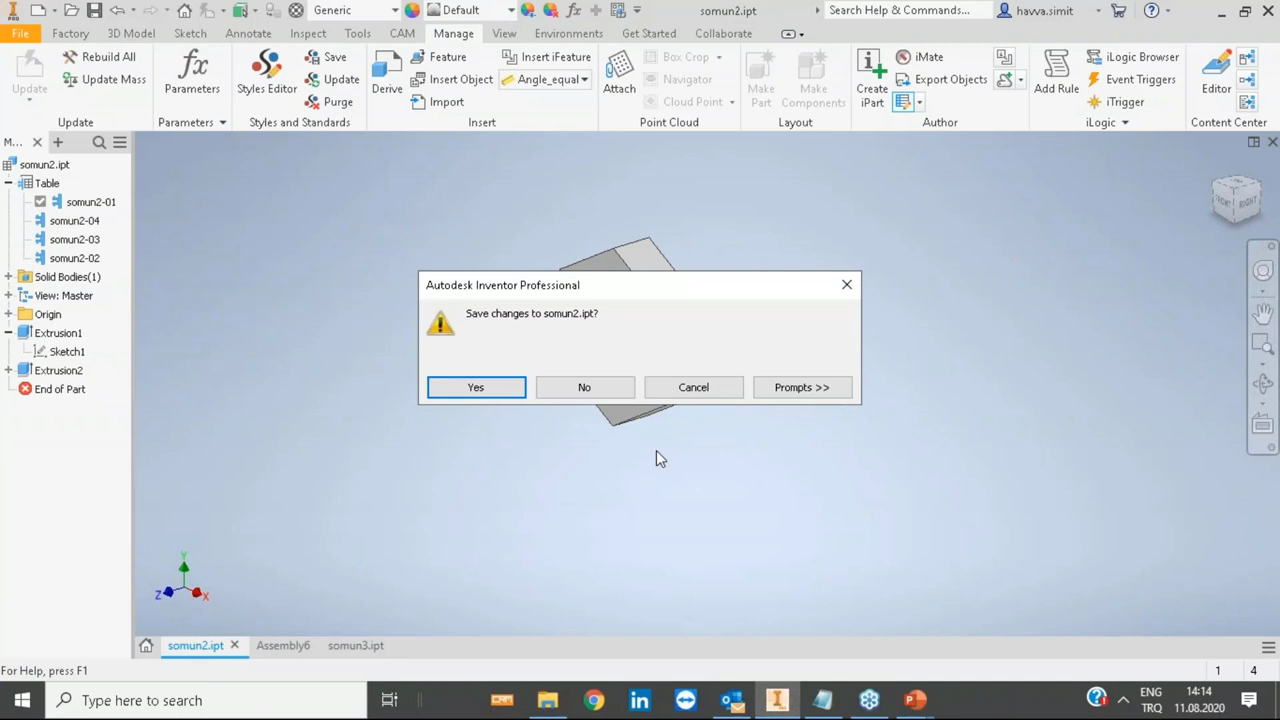 PRO
Generic
Default
somun2.ipt
Search Help & Commands...
havva.simit
File
Factory
3D Model
Sketch
Annotate
Inspect
Tools
CAM
Manage
View
Environments
Get Started
Collaborate
Update
Rebuild All
Update Mass
Parameters
Styles Editor
Save
Update
Purge
Derive
Feature
Insert Object
Import
Insert iFeature
Angle_equal
Attach
Box Crop
Navigator
Cloud Point
Make Part
Make Components
Create iPart
iMate
Export Objects
Add Rule
iLogic Browser
Event Triggers
iTrigger
Editor
Update
Parameters
Styles and Standards
Insert
Point Cloud
Layout
Author
iLogic
Content Center
M...
somun2.ipt
Table
somun2-01
somun2-04
somun2-03
somun2-02
Solid Bodies(1)
View: Master
Origin
Extrusion1
Sketch1
Extrusion2
End of Part
FRONT
RIGHT
Autodesk Inventor Professional
Save changes to somun2.ipt?
Yes
No
Cancel
Prompts >>
Y
Z
X
somun2.ipt
Assembly6
somun3.ipt
For Help, press F1
1
4
Type here to search
ENG
TRQ
14:14
11.08.2020